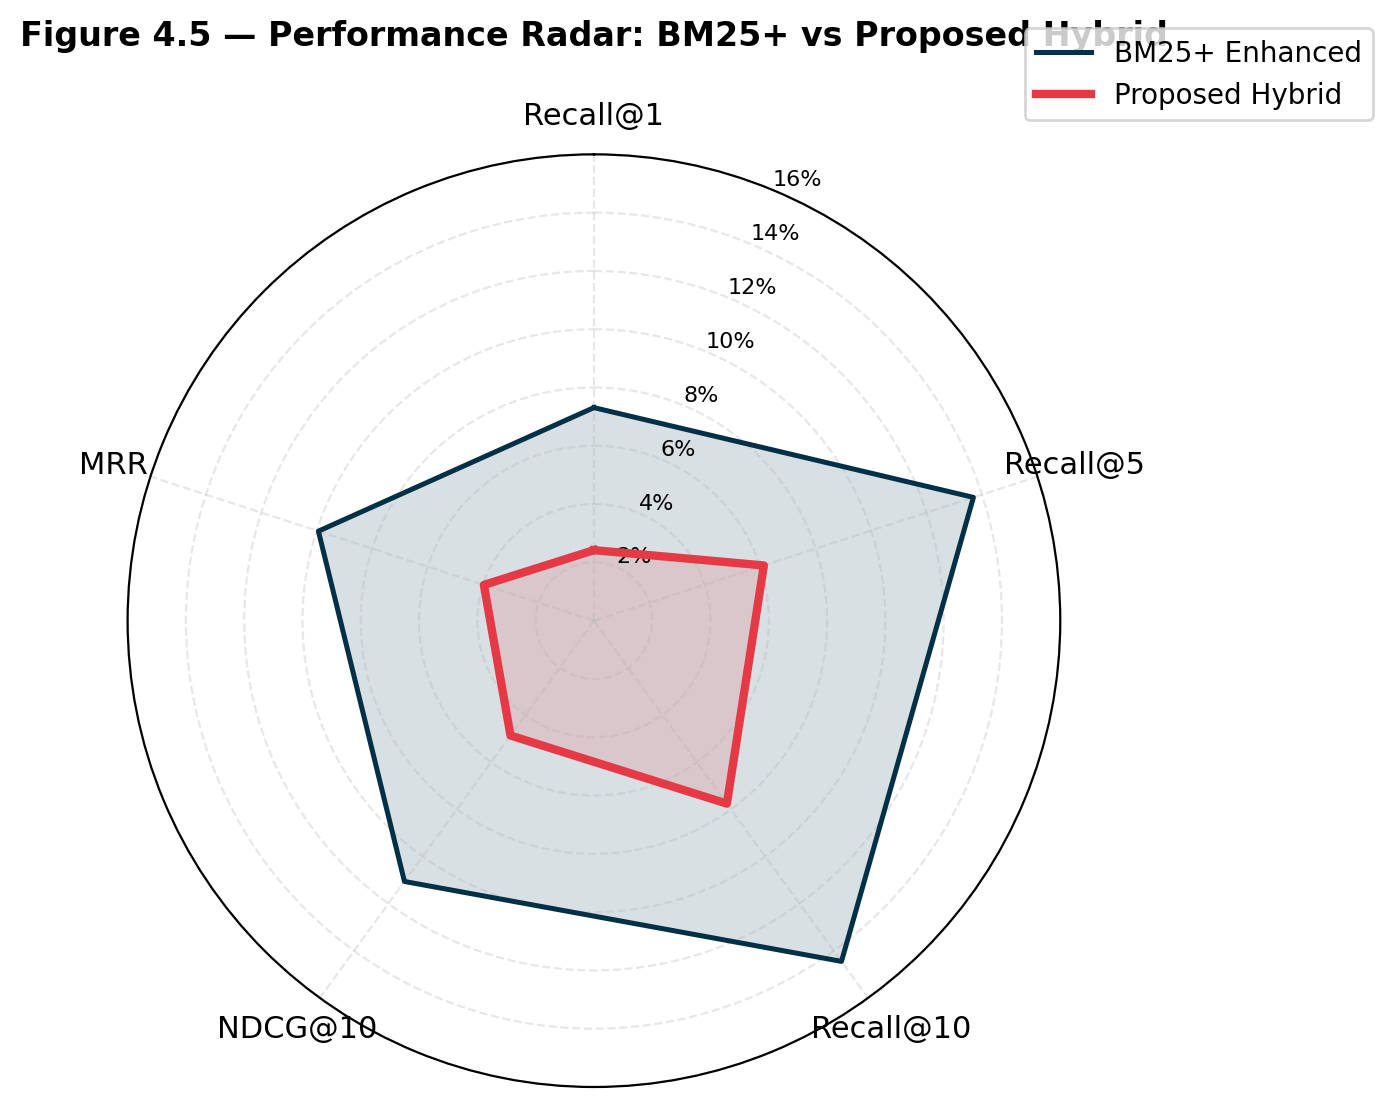 Figure 4.5 — Performance Radar: BM25+ vs Proposed Hybrid
BM25+ Enhanced
Proposed Hybrid
Recall@1
16%
14%
12%
10%
8%
6%
4%
2%
MRR
Recall@5
NDCG@10
Recall@10